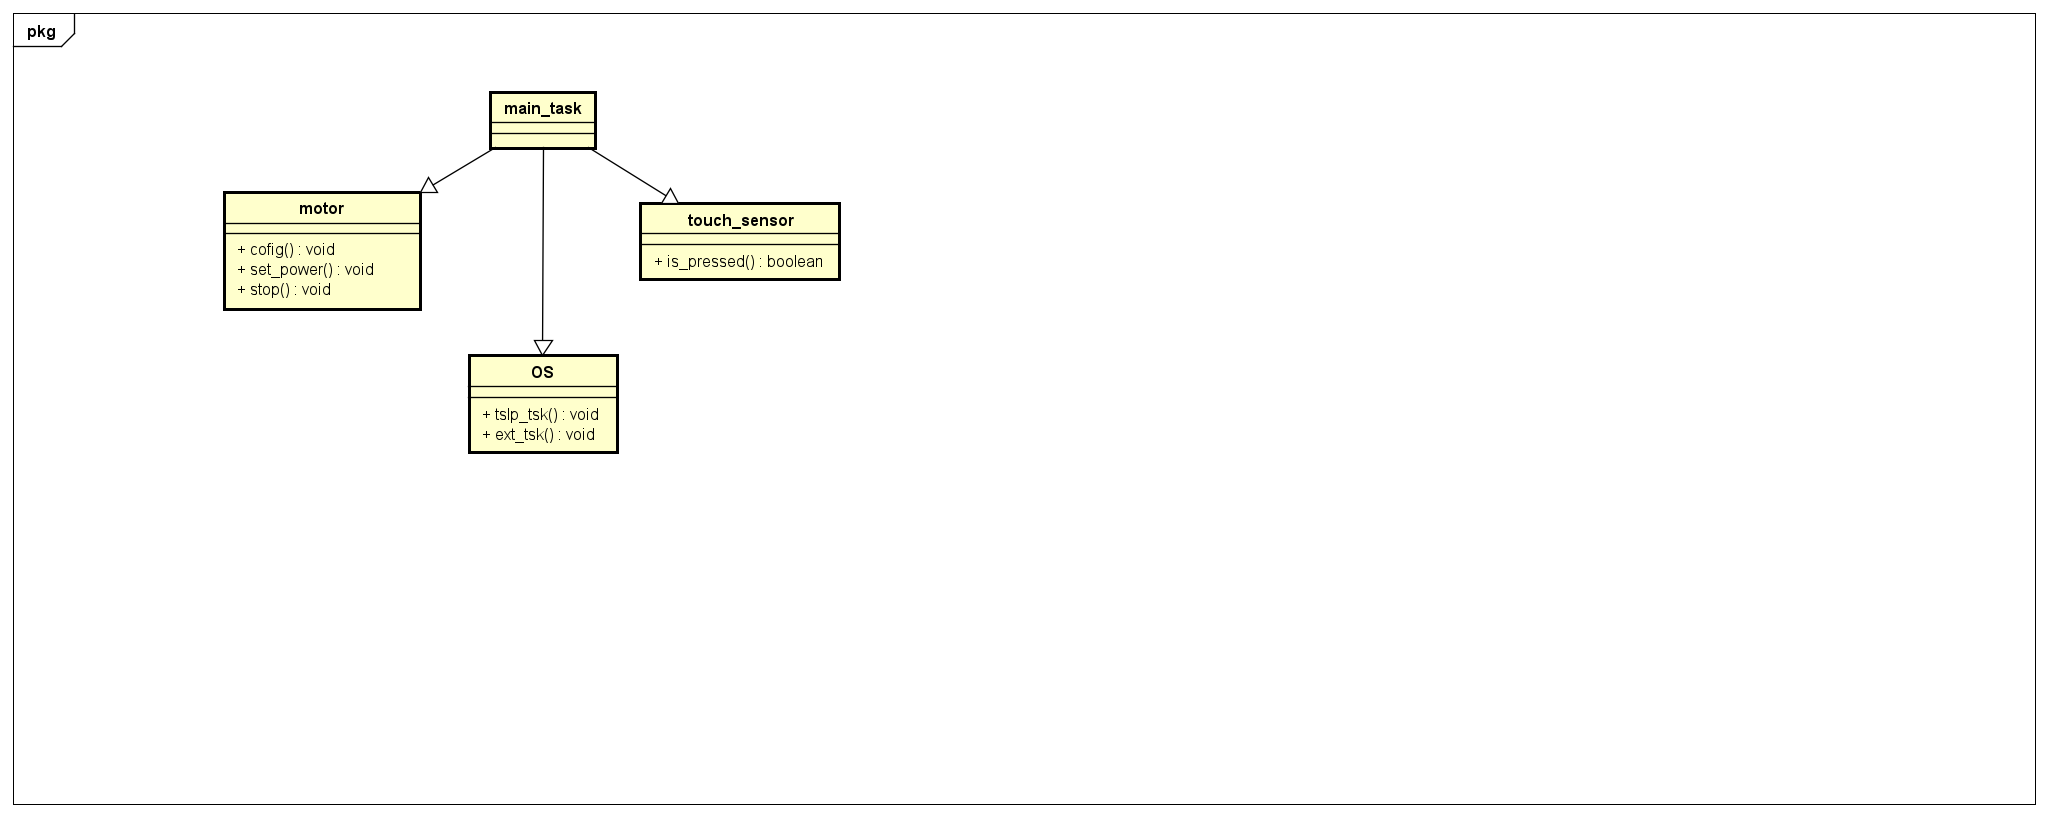 pkg
main_task
motor
+ cofig() : void
+ set_power() : void
+ stop() : void
touch_sensor
+ is_pressed() : boolean
OS
+ tslp_tsk() : void
+ ext_tsk() : void